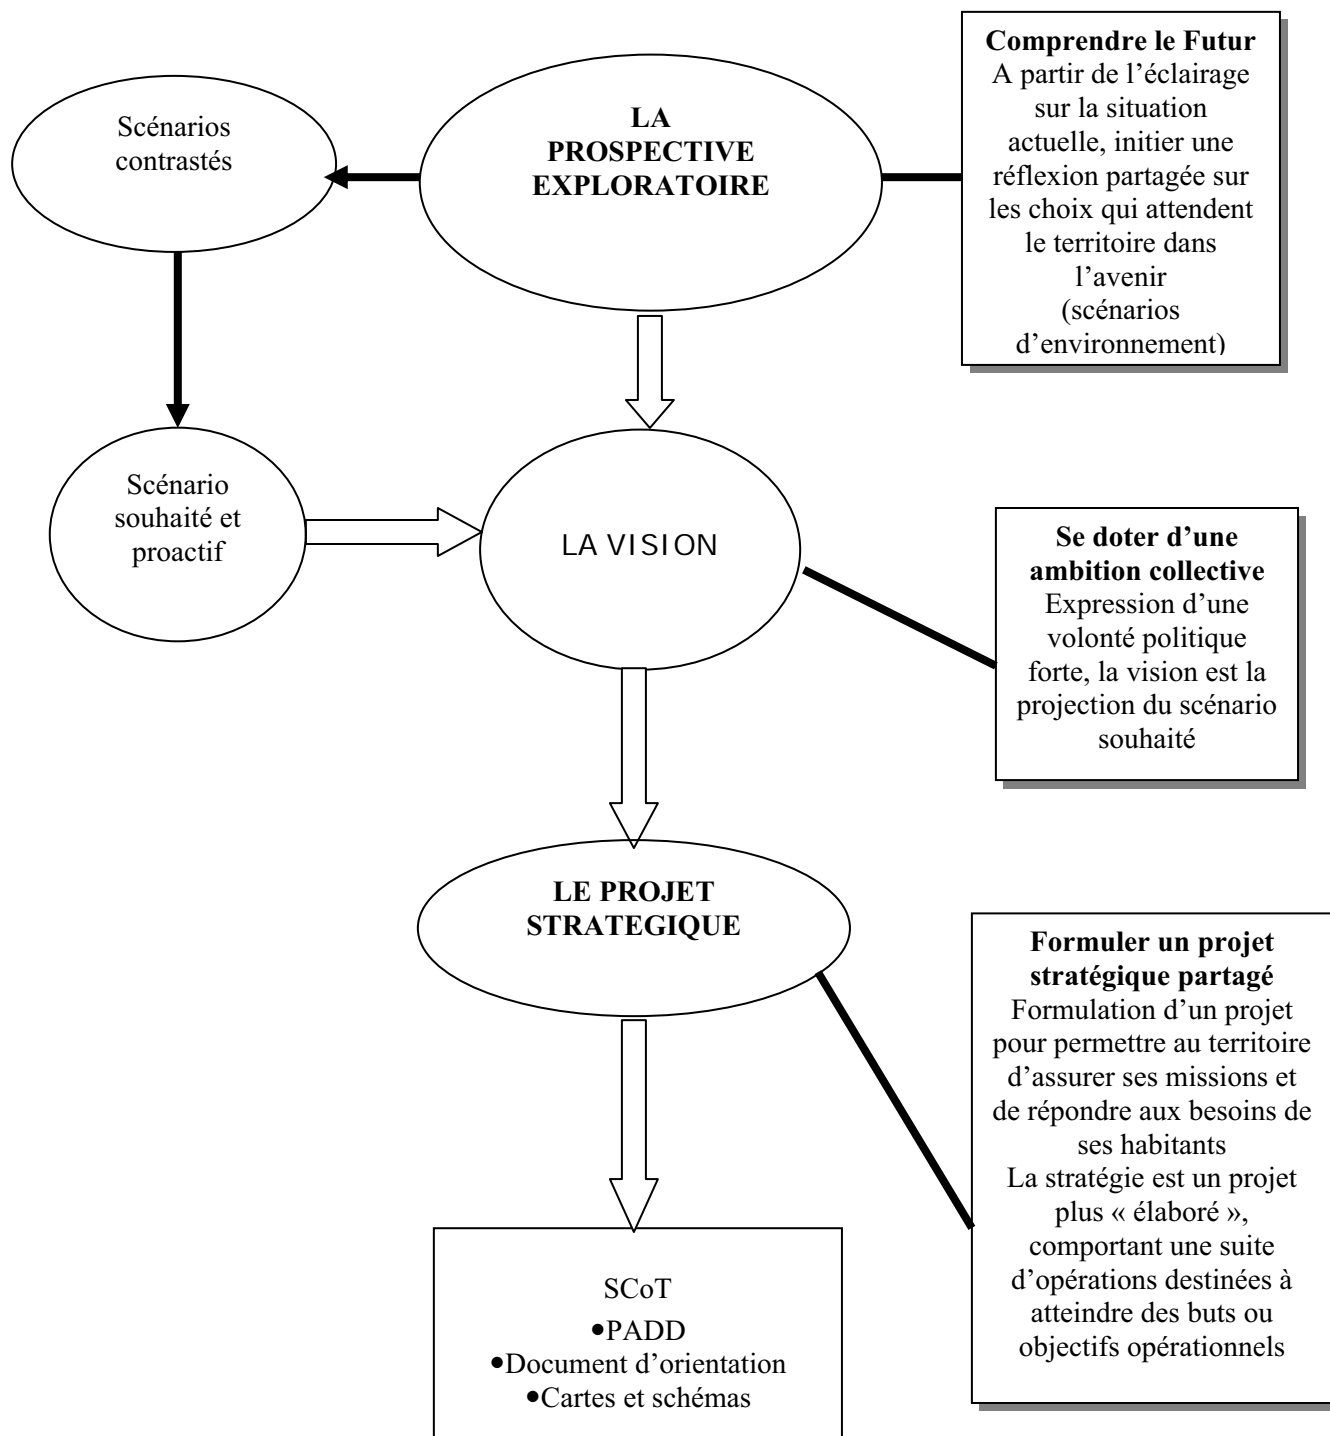 Comprendre le Futur
A partir de l’éclairage
sur la situation
actuelle, initier une
réflexion partagée sur
les choix qui attendent
le territoire dans
l’avenir
(scénarios
d’environnement)
LA
PROSPECTIVE
EXPLORATOIRE
Scénarios
contrastés
Scénario
souhaité et
proactif
LA VISION
Se doter d’une
ambition collective
Expression d’une
volonté politique
forte, la vision est la
projection du scénario
souhaité
LE PROJET
STRATEGIQUE
Formuler un projet
stratégique partagé
Formulation d’un projet
pour permettre au territoire
d’assurer ses missions et
de répondre aux besoins de
ses habitants
La stratégie est un projet
plus « élaboré »,
comportant une suite
d’opérations destinées à
atteindre des buts ou
objectifs opérationnels
SCoT
•PADD
•Document d’orientation
•Cartes et schémas